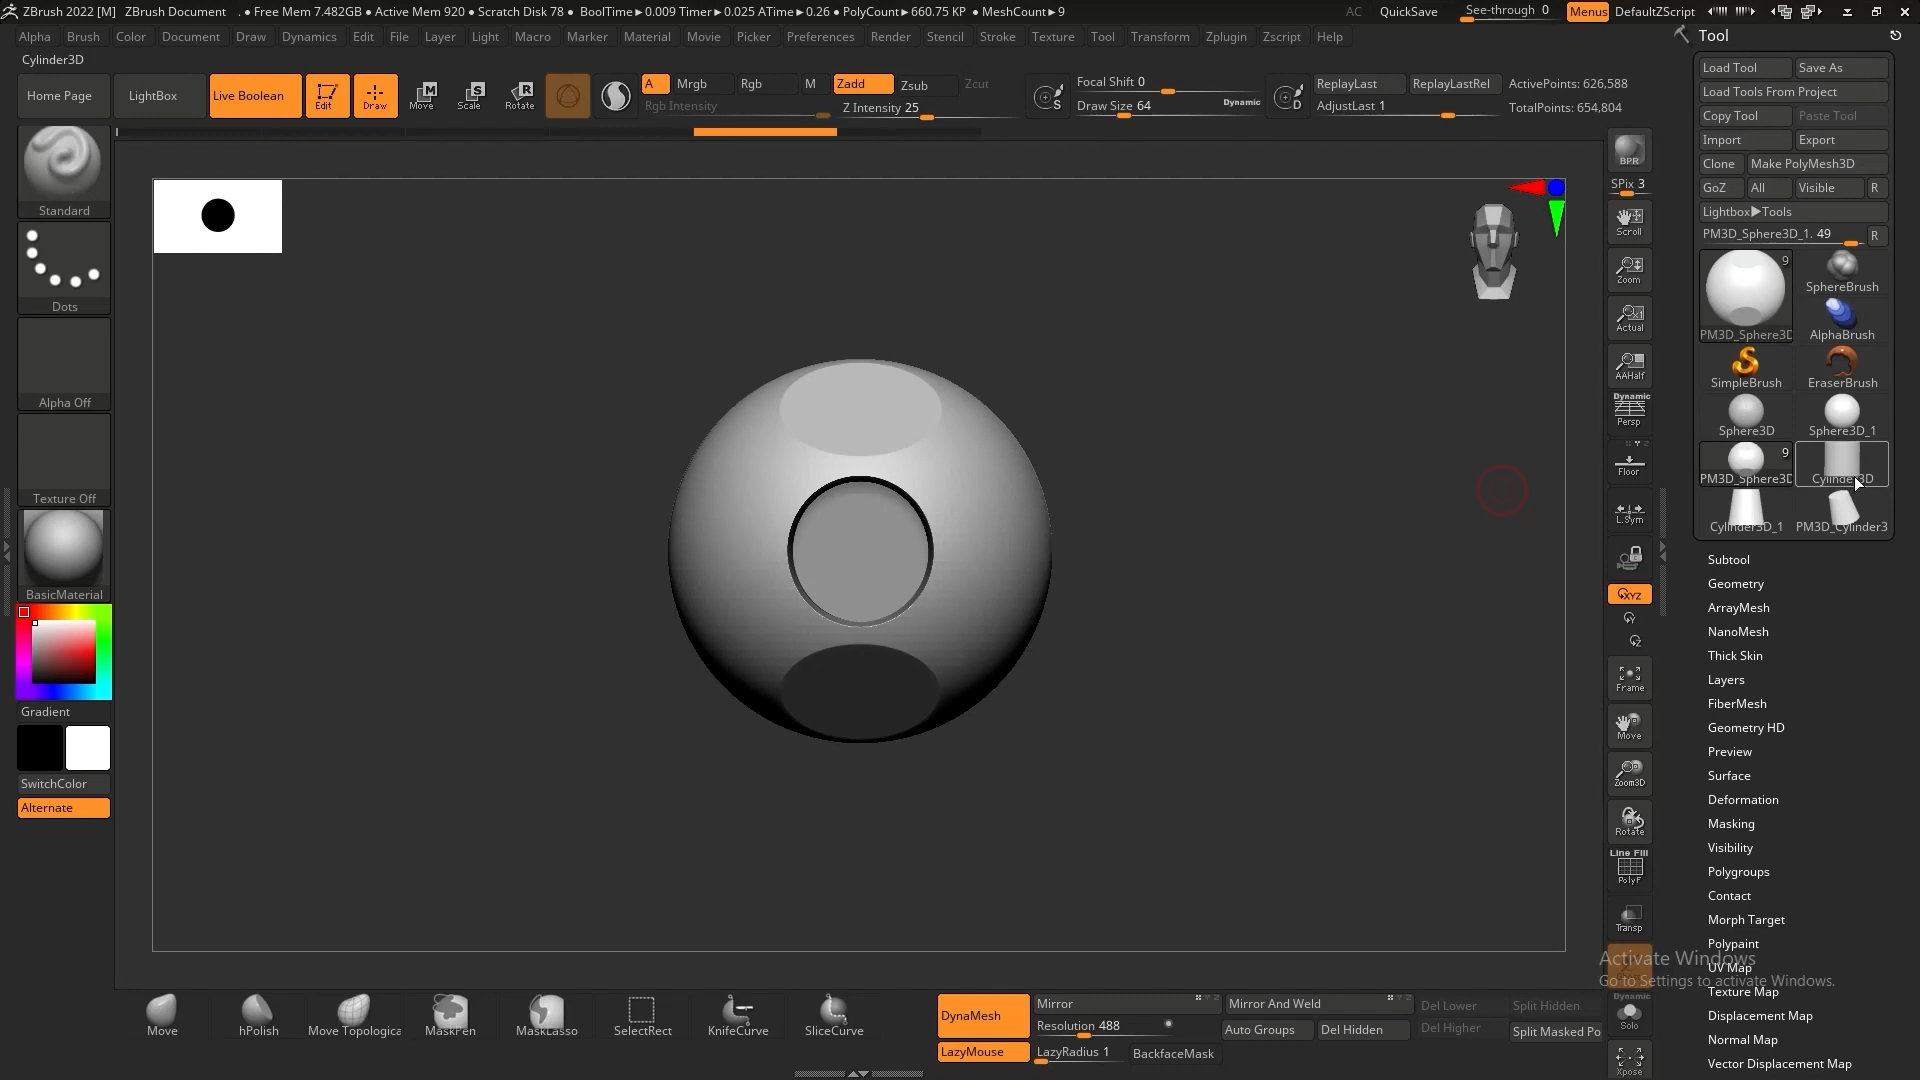 ZBrush 2022 [M] ZBrush Document . ● Free Mem 7.482GB ● Active Mem 920 ● Scratch Disk 78 ● BoolTime►0.009 Timer►0.025 ATime►0.26 ● PolyCount►660.75 KP ● MeshCount►9 AC QuickSave See-through 0 Menus DefaultZScript
Alpha Brush Color Document Draw Dynamics Edit File Layer Light Macro Marker Material Movie Picker Preferences Render Stencil Stroke Texture Tool Transform Zplugin Zscript Help
Cylinder3D
Home Page LightBox Live Boolean Edit Draw Move Scale Rotate
A Mrgb Rgb M Zadd Zsub Zcut
Rgb Intensity Z Intensity 25
Focal Shift 0
Draw Size 64 Dynamic
ReplayLast ReplayLastRel ActivePoints: 626,588
AdjustLast 1 TotalPoints: 654,804
Standard
Dots
Alpha Off
Texture Off
BasicMaterial
Gradient
SwitchColor
Alternate
BPR
SPix 3
Scroll
Zoom
Actual
AAHalf
Dynamic
Persp
Floor
L.Sym
XYZ
Frame
Move
Zoom3D
Rotate
Line Fill
PolyF
Transp
Dynamic
Solo
Xpose
Tool
Load Tool Save As
Load Tools From Project
Copy Tool Paste Tool
Import Export
Clone Make PolyMesh3D
GoZ All Visible R
Lightbox►Tools
PM3D_Sphere3D_1. 49 R
9
PM3D_Sphere3D SphereBrush
AlphaBrush
SimpleBrush EraserBrush
Sphere3D Sphere3D_1
9
PM3D_Sphere3D Cylinder3D
Cylinder3D_1 PM3D_Cylinder3
Subtool
Geometry
ArrayMesh
NanoMesh
Thick Skin
Layers
FiberMesh
Geometry HD
Preview
Surface
Deformation
Masking
Visibility
Polygroups
Contact
Morph Target
Polypaint
UV Map
Texture Map
Displacement Map
Normal Map
Vector Displacement Map
Activate Windows
Go to Settings to activate Windows.
Move hPolish Move Topologica MaskPen MaskLasso SelectRect KnifeCurve SliceCurve
DynaMesh Mirror Mirror And Weld Del Lower Split Hidden
Resolution 488 Auto Groups Del Hidden Del Higher Split Masked Po
LazyMouse LazyRadius 1 BackfaceMask